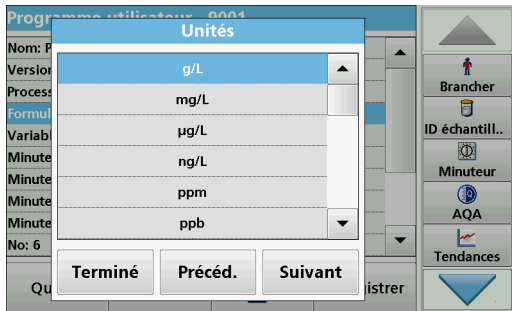 Programme utilisateur 9001
Unités
Nom: P
Version
Process
Formul
Variabl
Minute
Minute
Minute
Minute
No: 6
g/L
mg/L
µg/L
ng/L
ppm
ppb
Terminé
Précéd.
Suivant
Qu
istrer
Brancher
ID échantill..
Minuteur
AQA
Tendances